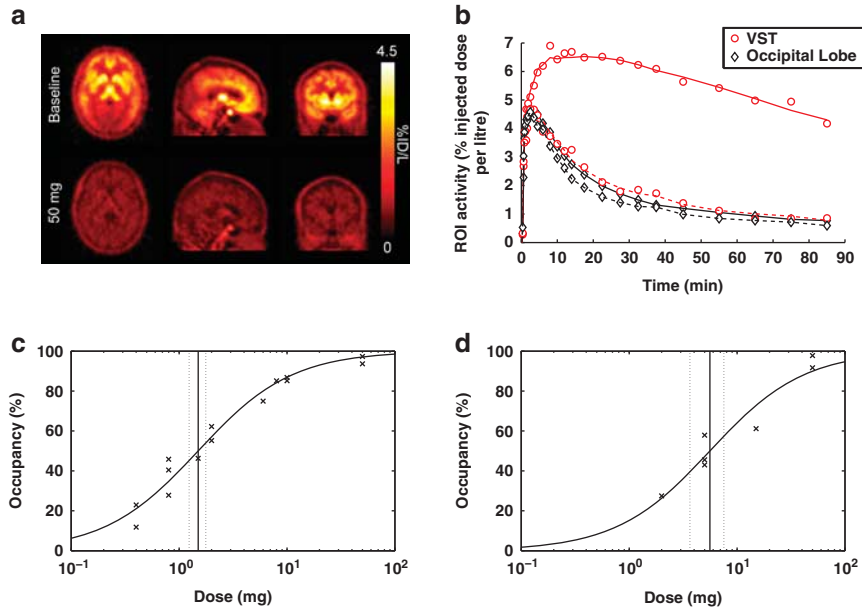 a
Baseline
50 mg
4.5
%ID/L
0
b
VST
Occipital Lobe
ROI activity (% injected dose
per litre)
7
6
5
4
3
2
1
0
0 10 20 30 40 50 60 70 80 90
Time (min)
c
Occupancy (%)
100
80
60
40
20
0
10⁻¹ 10⁰ 10¹ 10²
Dose (mg)
d
Occupancy (%)
100
80
60
40
20
0
10⁻¹ 10⁰ 10¹ 10²
Dose (mg)